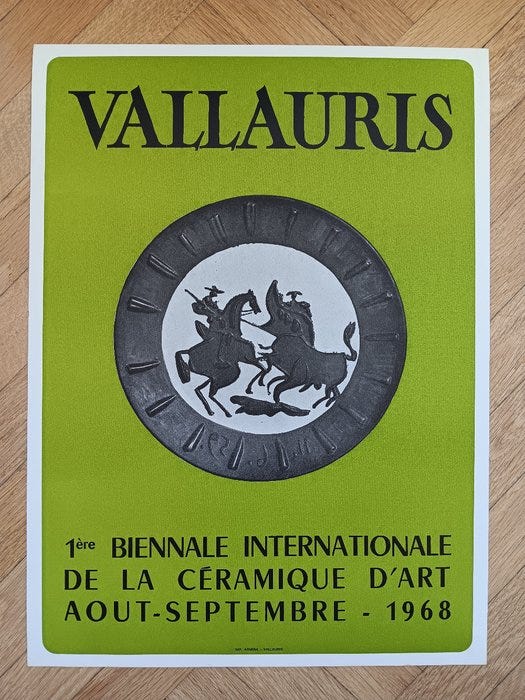 VALLAURIS
1ère BIENNALE INTERNATIONALE
DE LA CÉRAMIQUE D'ART
AOUT-SEPTEMBRE - 1968